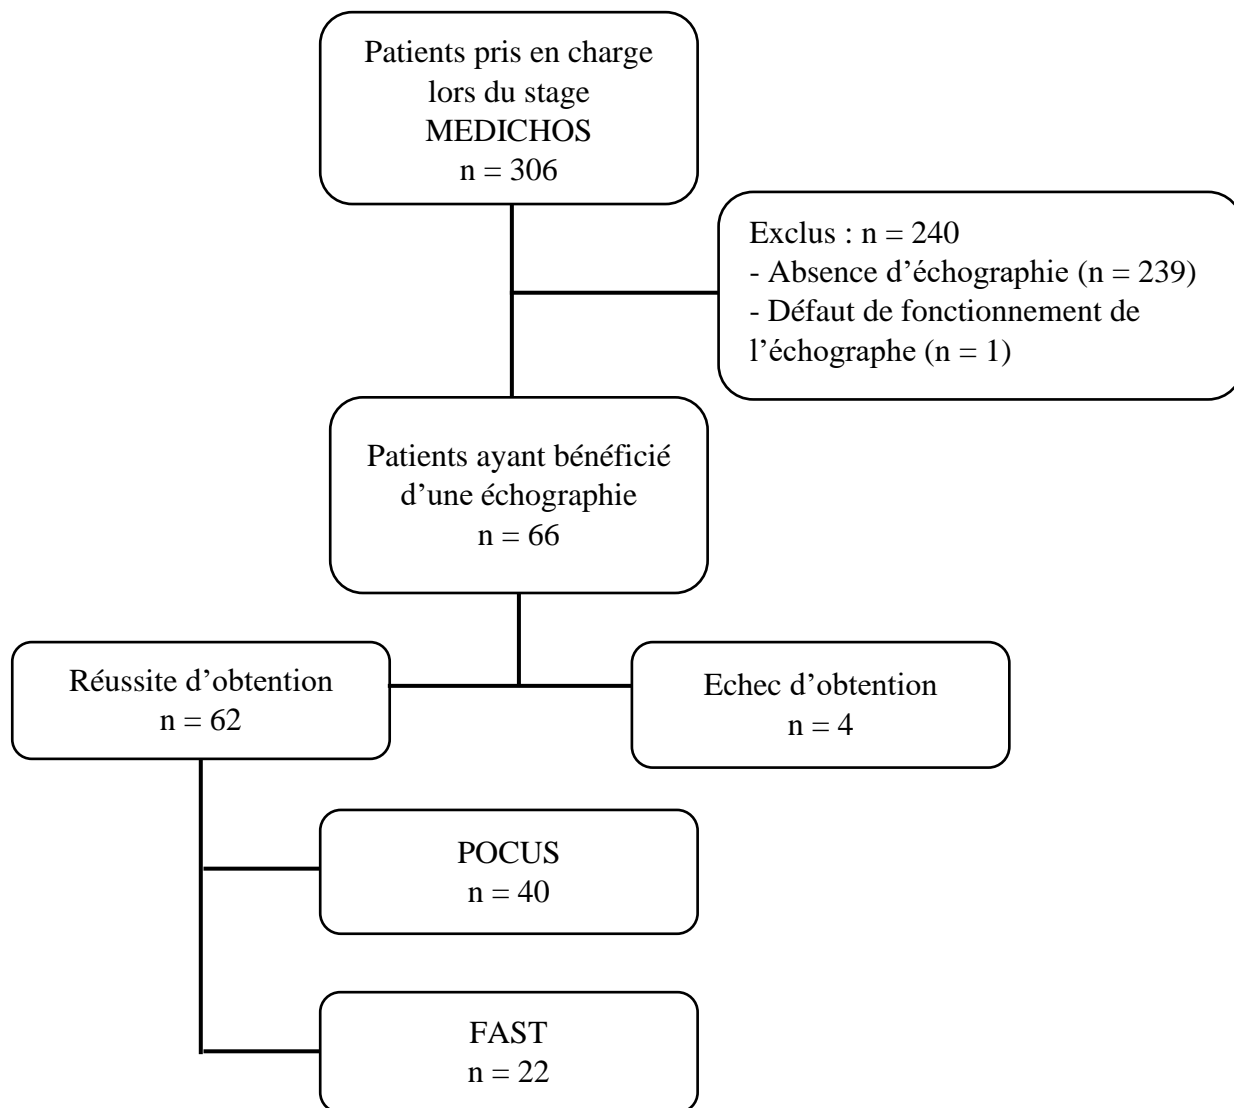 Patients pris en charge
lors du stage
MEDICHOS
n = 306
Exclus : n = 240
- Absence d’échographie (n = 239)
- Défaut de fonctionnement de
l’échographe (n = 1)
Patients ayant bénéficié
d’une échographie
n = 66
Réussite d’obtention
n = 62
Echec d’obtention
n = 4
POCUS
n = 40
FAST
n = 22